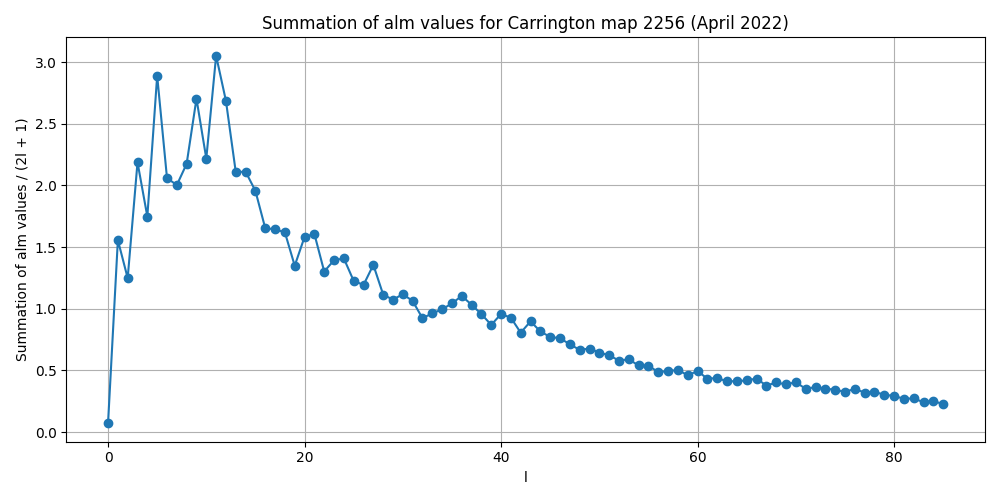 Summation of alm values for Carrington map 2256 (April 2022)
Summation of alm values / (2l + 1)
3.0
2.5
2.0
1.5
1.0
0.5
0.0
0 20 40 60 80
l